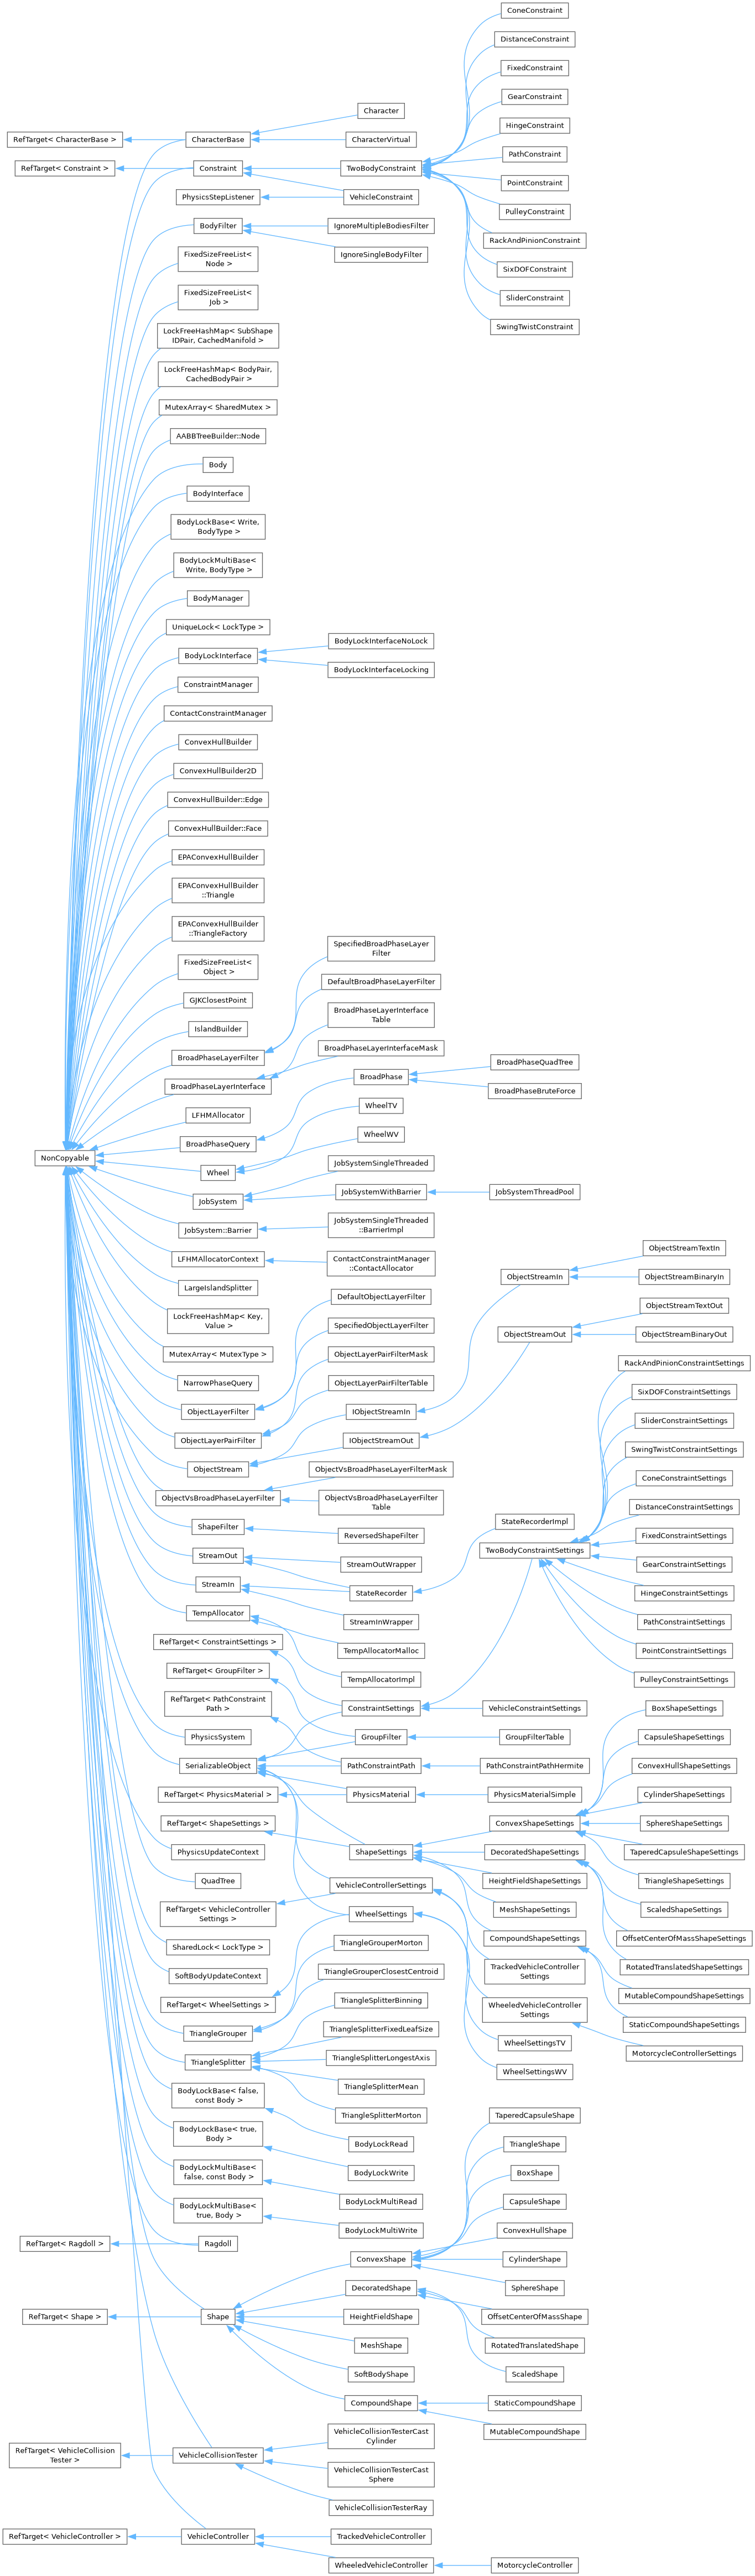 ConeConstraint
DistanceConstraint
FixedConstraint
GearConstraint
Character
HingeConstraint
RefTarget< CharacterBase >
CharacterBase
CharacterVirtual
PathConstraint
RefTarget< Constraint >
Constraint
TwoBodyConstraint
PointConstraint
PhysicsStepListener
VehicleConstraint
PulleyConstraint
BodyFilter
IgnoreMultipleBodiesFilter
RackAndPinionConstraint
IgnoreSingleBodyFilter
FixedSizeFreeList<
Node >
SixDOFConstraint
FixedSizeFreeList<
Job >
SliderConstraint
LockFreeHashMap< SubShape
IDPair, CachedManifold >
SwingTwistConstraint
LockFreeHashMap< BodyPair,
CachedBodyPair >
MutexArray< SharedMutex >
AABBTreeBuilder::Node
Body
BodyInterface
BodyLockBase< Write,
BodyType >
BodyLockMultiBase<
Write, BodyType >
BodyManager
UniqueLock< LockType >
BodyLockInterface
BodyLockInterfaceNoLock
BodyLockInterfaceLocking
ConstraintManager
ContactConstraintManager
ConvexHullBuilder
ConvexHullBuilder2D
ConvexHullBuilder::Edge
ConvexHullBuilder::Face
EPAConvexHullBuilder
EPAConvexHullBuilder
::Triangle
EPAConvexHullBuilder
::TriangleFactory
SpecifiedBroadPhaseLayer
Filter
FixedSizeFreeList<
Object >
DefaultBroadPhaseLayerFilter
GJKClosestPoint
BroadPhaseLayerInterface
Table
IslandBuilder
BroadPhaseLayerFilter
BroadPhaseLayerInterfaceMask
BroadPhaseQuadTree
BroadPhaseLayerInterface
BroadPhase
BroadPhaseBruteForce
LFHMAllocator
WheelTV
BroadPhaseQuery
WheelWV
NonCopyable
Wheel
JobSystemSingleThreaded
JobSystem
JobSystemWithBarrier
JobSystemThreadPool
JobSystem::Barrier
JobSystemSingleThreaded
::BarrierImpl
LFHMAllocatorContext
ContactConstraintManager
::ContactAllocator
ObjectStreamTextIn
ObjectStreamIn
ObjectStreamBinaryIn
LargeIslandSplitter
DefaultObjectLayerFilter
ObjectStreamTextOut
LockFreeHashMap< Key,
Value >
SpecifiedObjectLayerFilter
ObjectStreamOut
ObjectStreamBinaryOut
MutexArray< MutexType >
ObjectLayerPairFilterMask
RackAndPinionConstraintSettings
NarrowPhaseQuery
ObjectLayerPairFilterTable
SixDOFConstraintSettings
ObjectLayerFilter
IObjectStreamIn
SliderConstraintSettings
ObjectLayerPairFilter
IObjectStreamOut
SwingTwistConstraintSettings
ObjectStream
ObjectVsBroadPhaseLayerFilterMask
ConeConstraintSettings
ObjectVsBroadPhaseLayerFilter
ObjectVsBroadPhaseLayerFilter
Table
DistanceConstraintSettings
ShapeFilter
ReversedShapeFilter
StateRecorderImpl
FixedConstraintSettings
StreamOut
StreamOutWrapper
TwoBodyConstraintSettings
GearConstraintSettings
StreamIn
StateRecorder
HingeConstraintSettings
TempAllocator
StreamInWrapper
PathConstraintSettings
RefTarget< ConstraintSettings >
TempAllocatorMalloc
PointConstraintSettings
RefTarget< GroupFilter >
TempAllocatorImpl
PulleyConstraintSettings
RefTarget< PathConstraint
Path >
ConstraintSettings
VehicleConstraintSettings
BoxShapeSettings
PhysicsSystem
GroupFilter
GroupFilterTable
CapsuleShapeSettings
SerializableObject
PathConstraintPath
PathConstraintPathHermite
ConvexHullShapeSettings
RefTarget< PhysicsMaterial >
PhysicsMaterial
PhysicsMaterialSimple
CylinderShapeSettings
RefTarget< ShapeSettings >
ConvexShapeSettings
SphereShapeSettings
PhysicsUpdateContext
ShapeSettings
DecoratedShapeSettings
TaperedCapsuleShapeSettings
QuadTree
VehicleControllerSettings
HeightFieldShapeSettings
TriangleShapeSettings
RefTarget< VehicleController
Settings >
WheelSettings
MeshShapeSettings
ScaledShapeSettings
SharedLock< LockType >
TriangleGrouperMorton
CompoundShapeSettings
OffsetCenterOfMassShapeSettings
SoftBodyUpdateContext
TriangleGrouperClosestCentroid
TrackedVehicleController
Settings
RotatedTranslatedShapeSettings
RefTarget< WheelSettings >
TriangleSplitterBinning
WheeledVehicleController
Settings
MutableCompoundShapeSettings
TriangleGrouper
TriangleSplitterFixedLeafSize
WheelSettingsTV
StaticCompoundShapeSettings
TriangleSplitter
TriangleSplitterLongestAxis
WheelSettingsWV
MotorcycleControllerSettings
BodyLockBase< false,
const Body >
TriangleSplitterMean
TriangleSplitterMorton
TaperedCapsuleShape
BodyLockBase< true,
Body >
BodyLockRead
TriangleShape
BodyLockMultiBase<
false, const Body >
BodyLockWrite
BoxShape
BodyLockMultiBase<
true, Body >
BodyLockMultiRead
CapsuleShape
BodyLockMultiWrite
ConvexHullShape
RefTarget< Ragdoll >
Ragdoll
ConvexShape
CylinderShape
DecoratedShape
SphereShape
RefTarget< Shape >
Shape
HeightFieldShape
OffsetCenterOfMassShape
MeshShape
RotatedTranslatedShape
SoftBodyShape
ScaledShape
CompoundShape
StaticCompoundShape
MutableCompoundShape
VehicleCollisionTesterCast
Cylinder
RefTarget< VehicleCollision
Tester >
VehicleCollisionTester
VehicleCollisionTesterCast
Sphere
VehicleCollisionTesterRay
RefTarget< VehicleController >
VehicleController
TrackedVehicleController
WheeledVehicleController
MotorcycleController